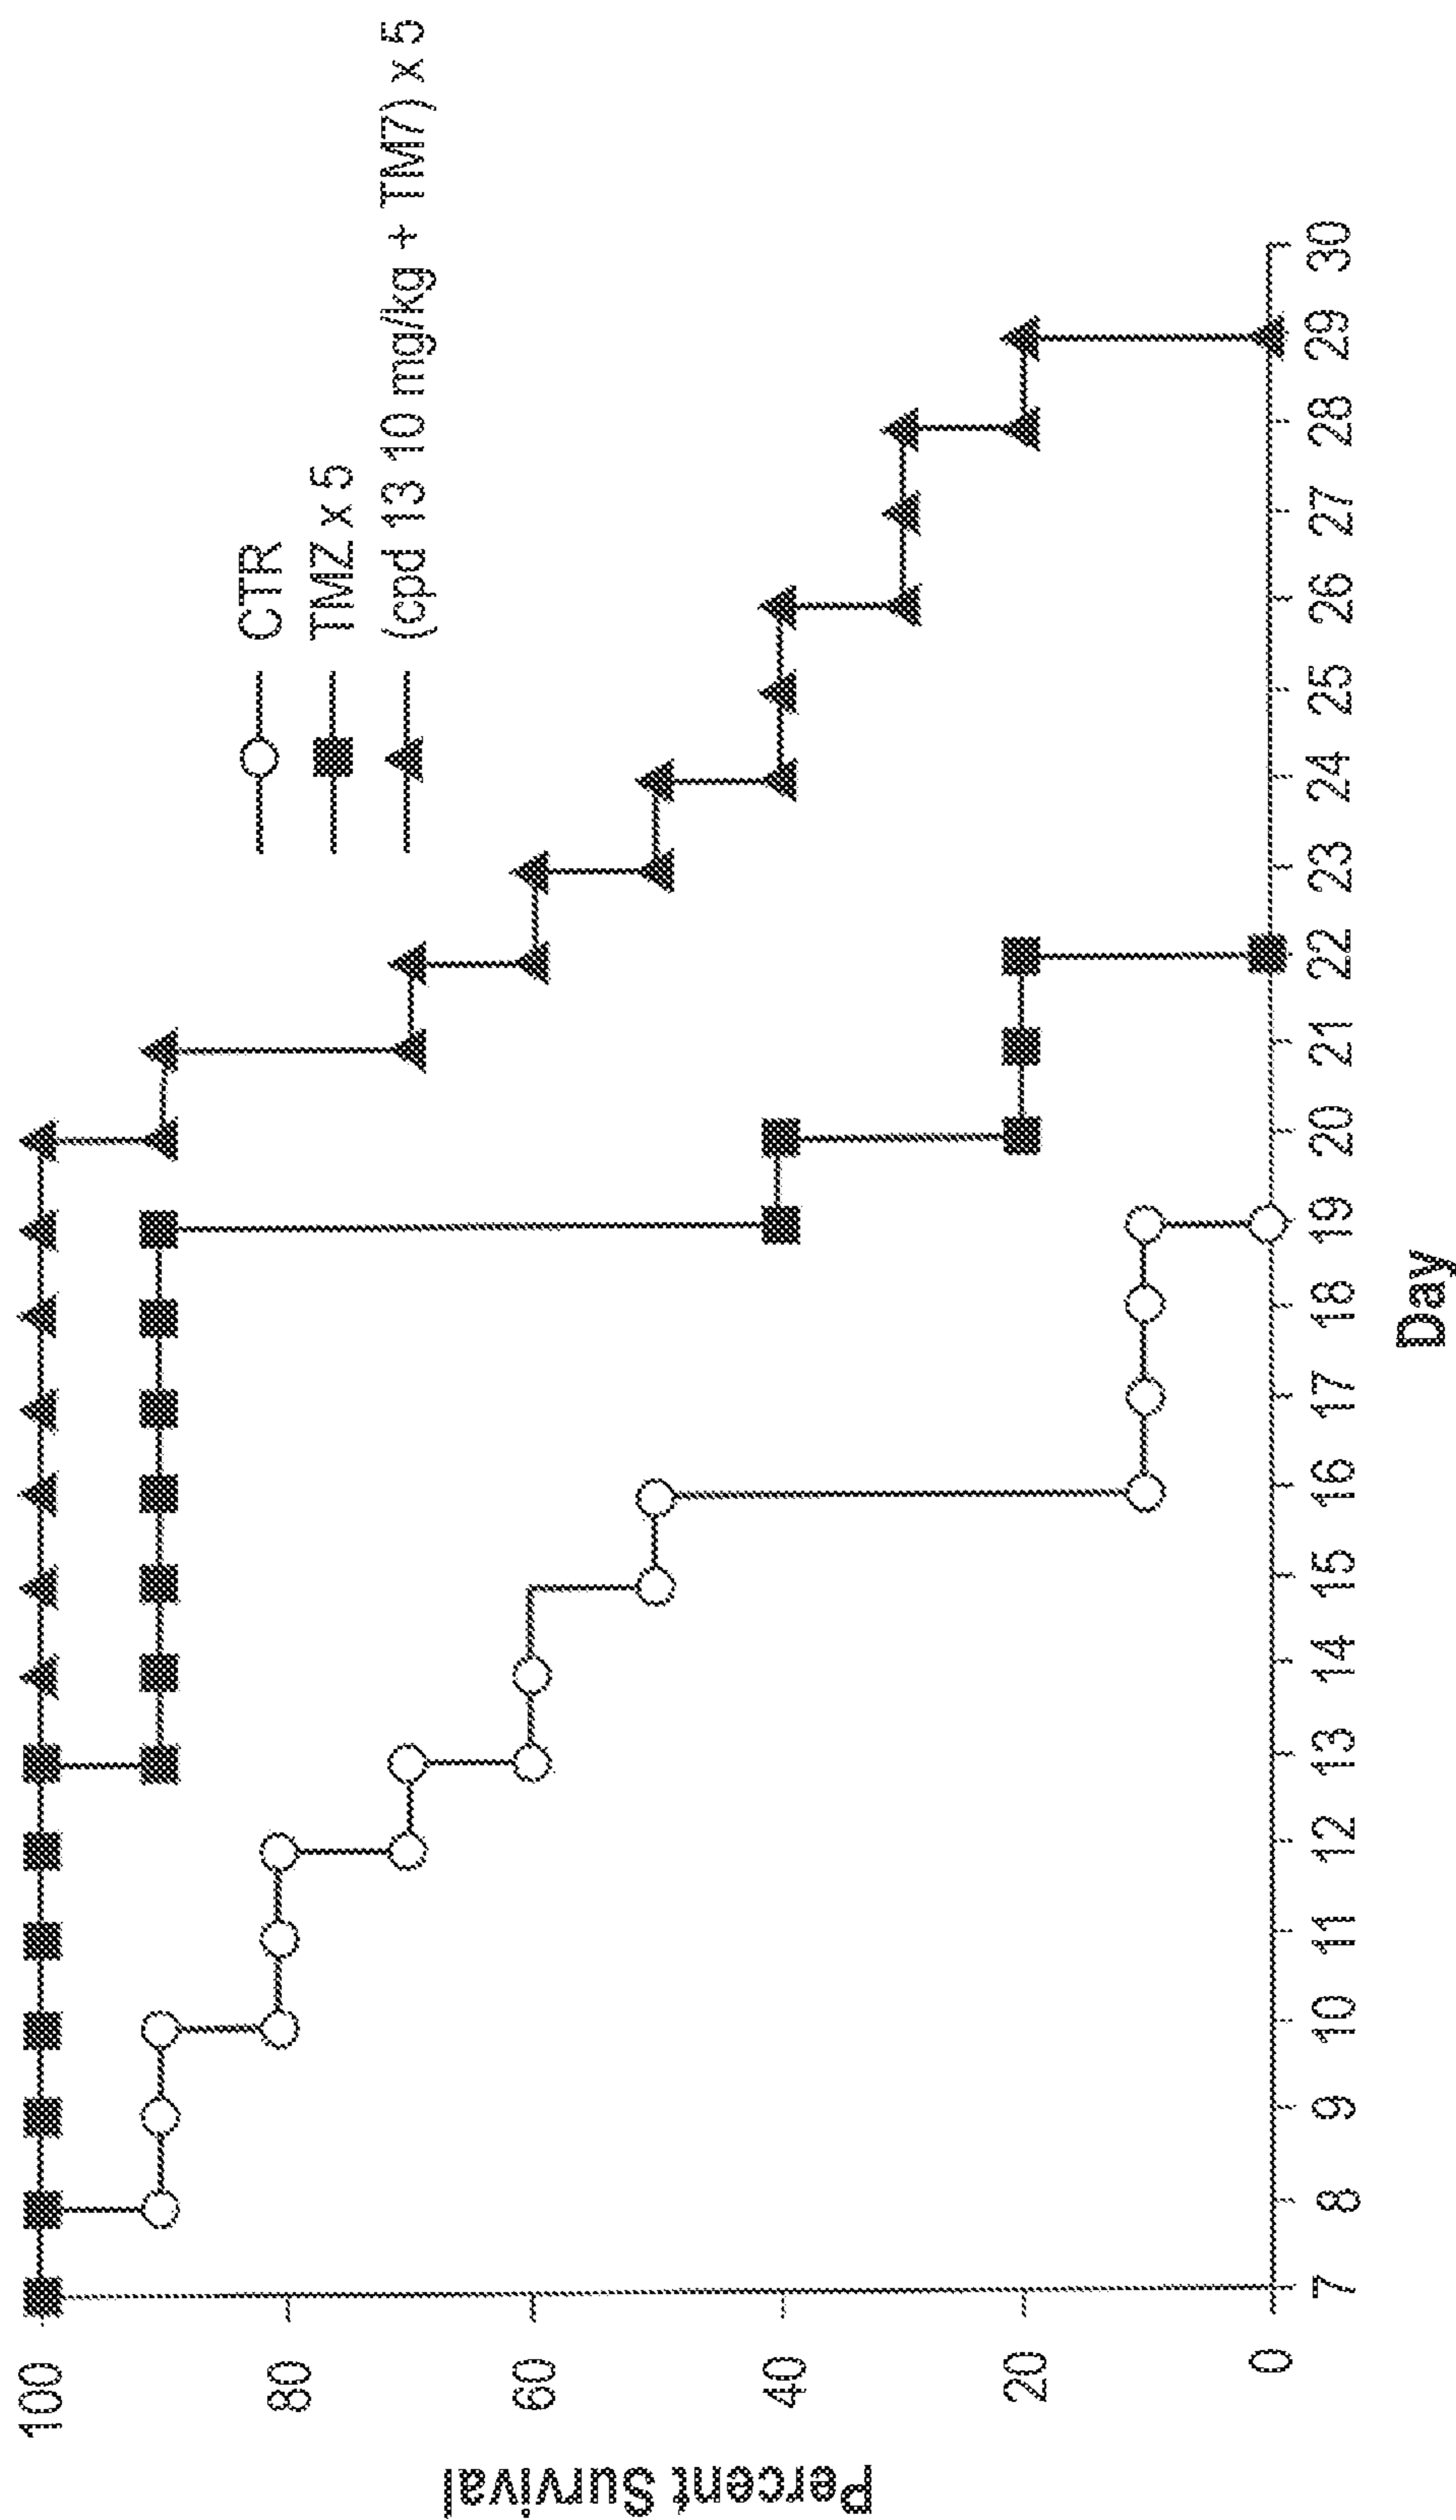 Percent Survival
100
80
60
40
20
0
CTR
TMZ x 5
(cpd 13 10 mg/kg + TM7) x 5
7 8 9 10 11 12 13 14 15 16 17 18 19 20 21 22 23 24 25 26 27 28 29 30
Day